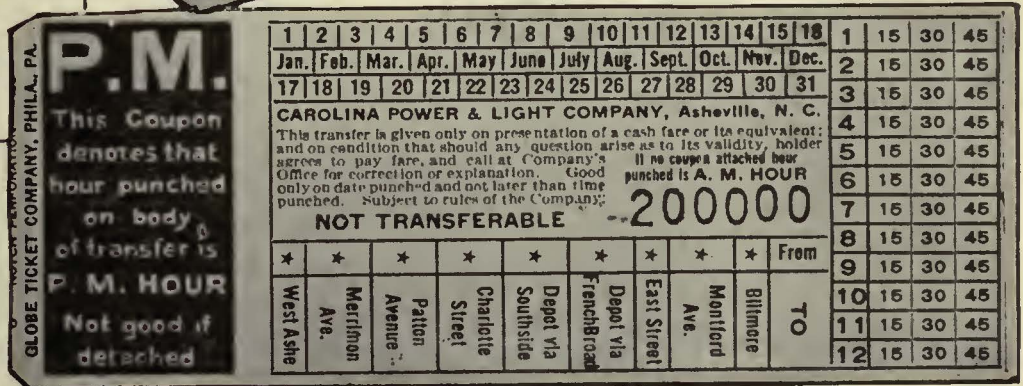 GLOBE TICKET COMPANY, PHILA., PA.
P.M.
This Coupon
denotes that
hour punched
on body
of transfer is
P. M. HOUR
Not good if
detached
1 2 3 4 5 6 7 8 9 10 11 12 13 14 15 16
Jan. Feb. Mar. Apr. May June July Aug. Sept. Oct. Nov. Dec.
17 18 19 20 21 22 23 24 25 26 27 28 29 30 31
CAROLINA POWER & LIGHT COMPANY, Asheville, N. C.
This transfer is given only on presentation of a cash fare or its equivalent;
and on condition that should any question arise as to its validity, holder
agrees to pay fare, and call at Company's
Office for correction or explanation. Good
only on date punched and not later than time
punched. Subject to rules of the Company.
If no coupon attached hour
punched is A. M. HOUR
NOT TRANSFERABLE
200000
★ ★ ★ ★ ★ ★ ★ ★ ★ From
West Ashe
Merrimon
Ave.
Patton
Avenue
Charlotte
Street
Depot via
Southside
Depot via
FrenchBroad
East Street
Montford
Ave.
Biltmore
TO
1 15 30 45
2 15 30 45
3 15 30 45
4 15 30 45
5 15 30 45
6 15 30 45
7 15 30 45
8 15 30 45
9 15 30 45
10 15 30 45
11 15 30 45
12 15 30 45